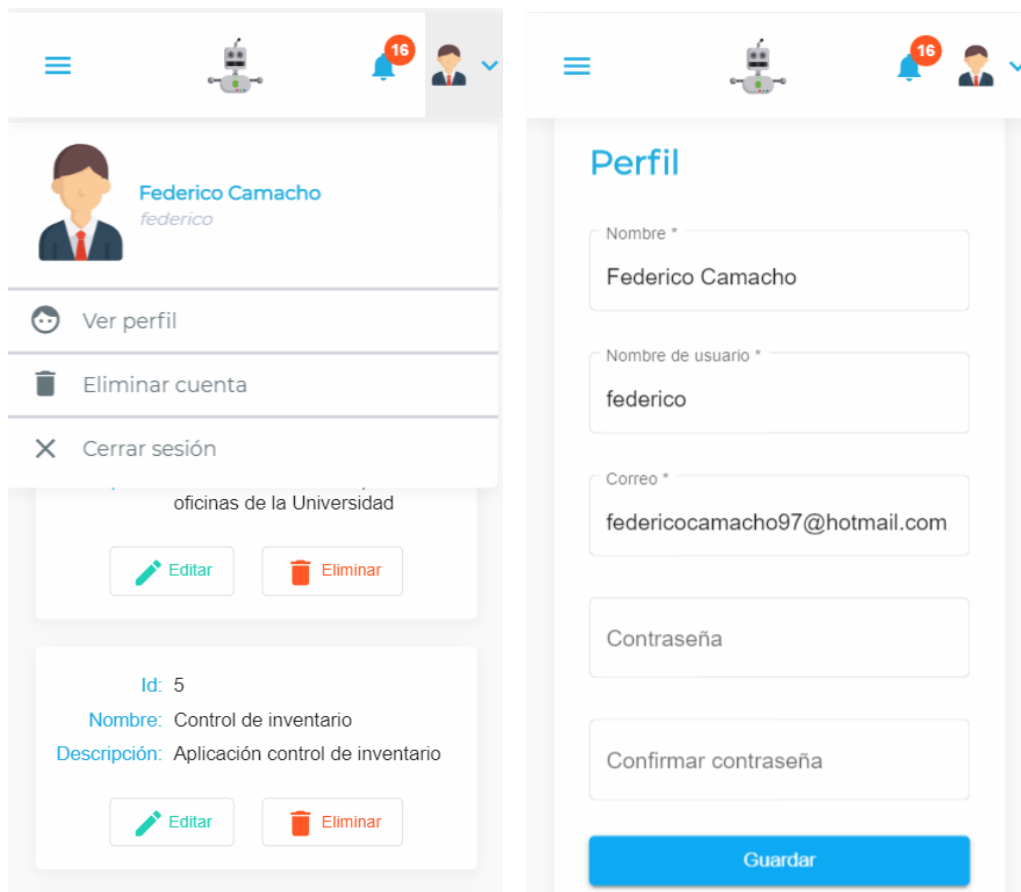 16
Federico Camacho
federico
Ver perfil
Eliminar cuenta
Cerrar sesión
oficinas de la Universidad
Editar
Eliminar
Id: 5
Nombre: Control de inventario
Descripción: Aplicación control de inventario
Editar
Eliminar
16
Perfil
Nombre *
Federico Camacho
Nombre de usuario *
federico
Correo *
federicocamacho97@hotmail.com
Contraseña
Confirmar contraseña
Guardar